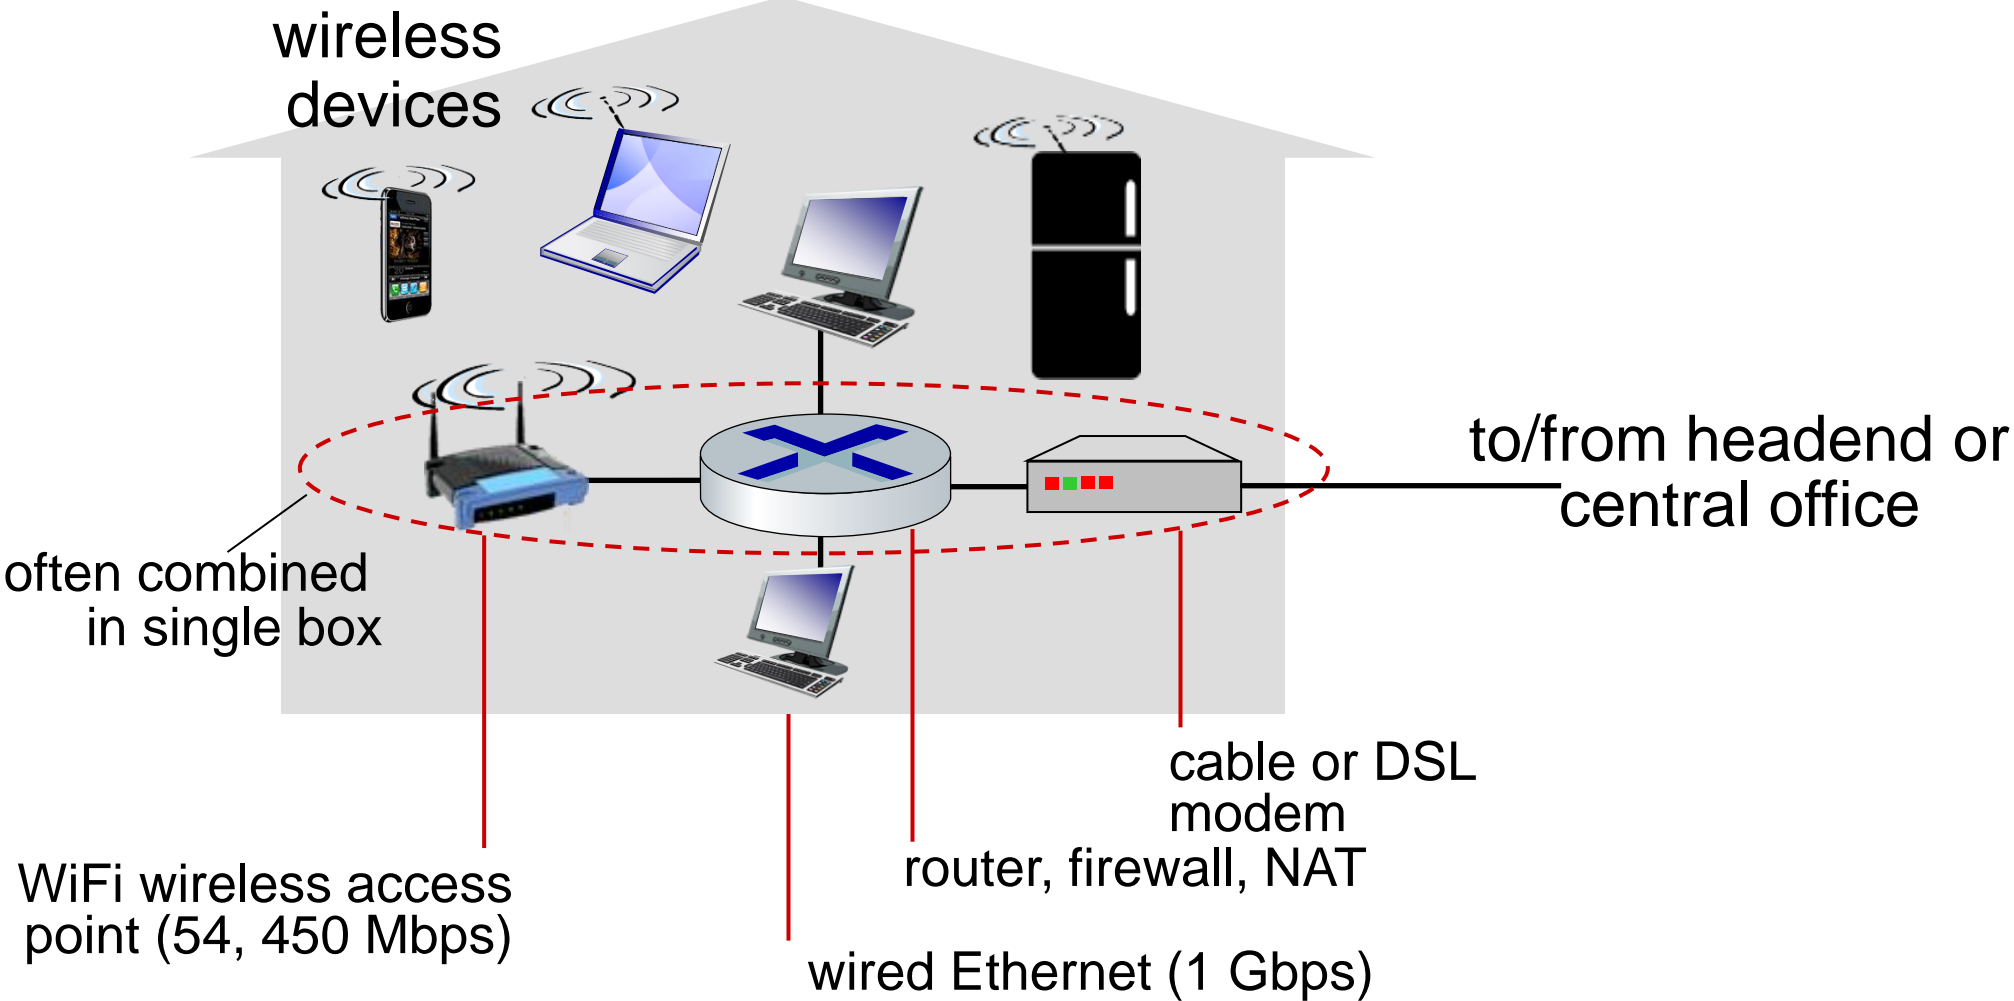 wireless
devices
to/from headend or
central office
often combined
in single box
cable or DSL
modem
router, firewall, NAT
WiFi wireless access
point (54, 450 Mbps)
wired Ethernet (1 Gbps)